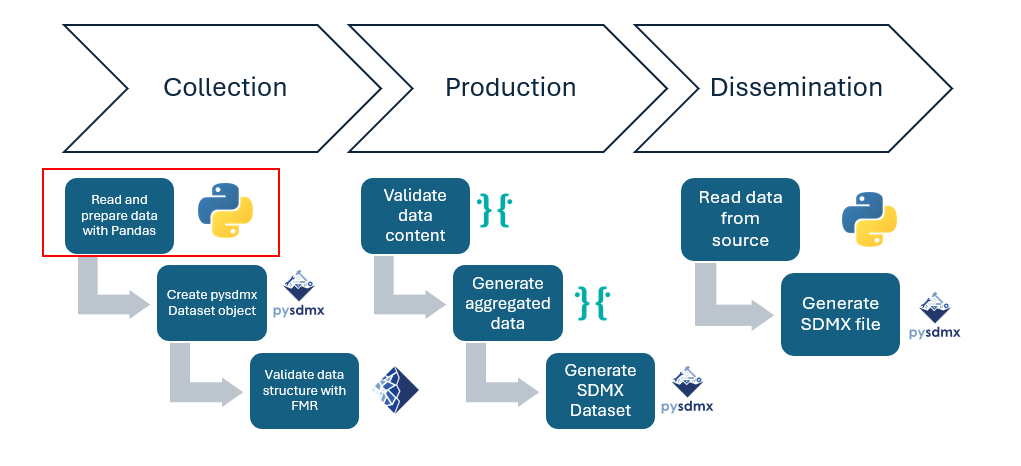 Collection
Production
Dissemination
Read and
prepare data
with Pandas
Create pysdmx
Dataset object
pysdmx
Validate data
structure with
FMR
Validate
data
content
Generate
aggregated
data
Generate
SDMX
Dataset
pysdmx
Read data
from
source
Generate
SDMX file
pysdmx